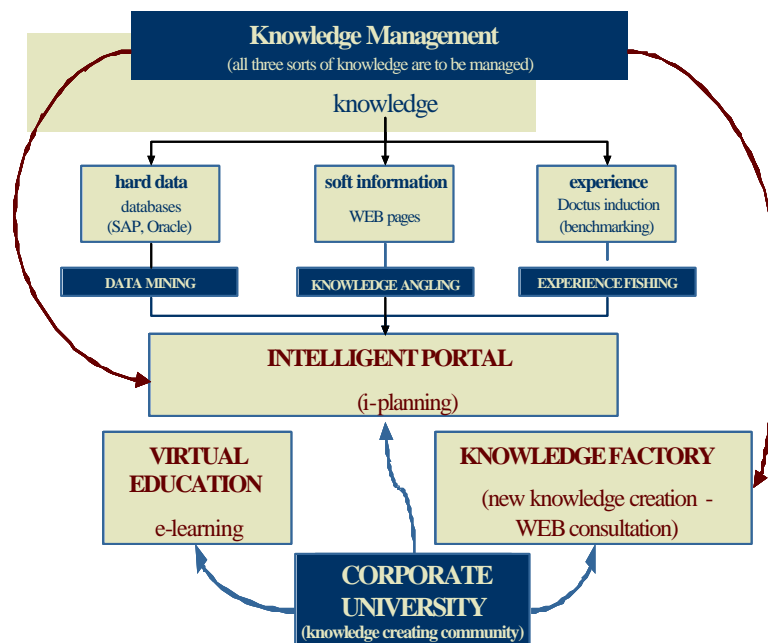 Knowledge Management
(all three sorts of knowledge are to be managed)
knowledge
hard data
databases
(SAP, Oracle)
soft information
WEB pages
experience
Doctus induction
(benchmarking)
DATA MINING
KNOWLEDGE ANGLING
EXPERIENCE FISHING
INTELLIGENT PORTAL
(i-planning)
VIRTUAL
EDUCATION
e-learning
KNOWLEDGE FACTORY
(new knowledge creation -
WEB consultation)
CORPORATE
UNIVERSITY
(knowledge creating community)